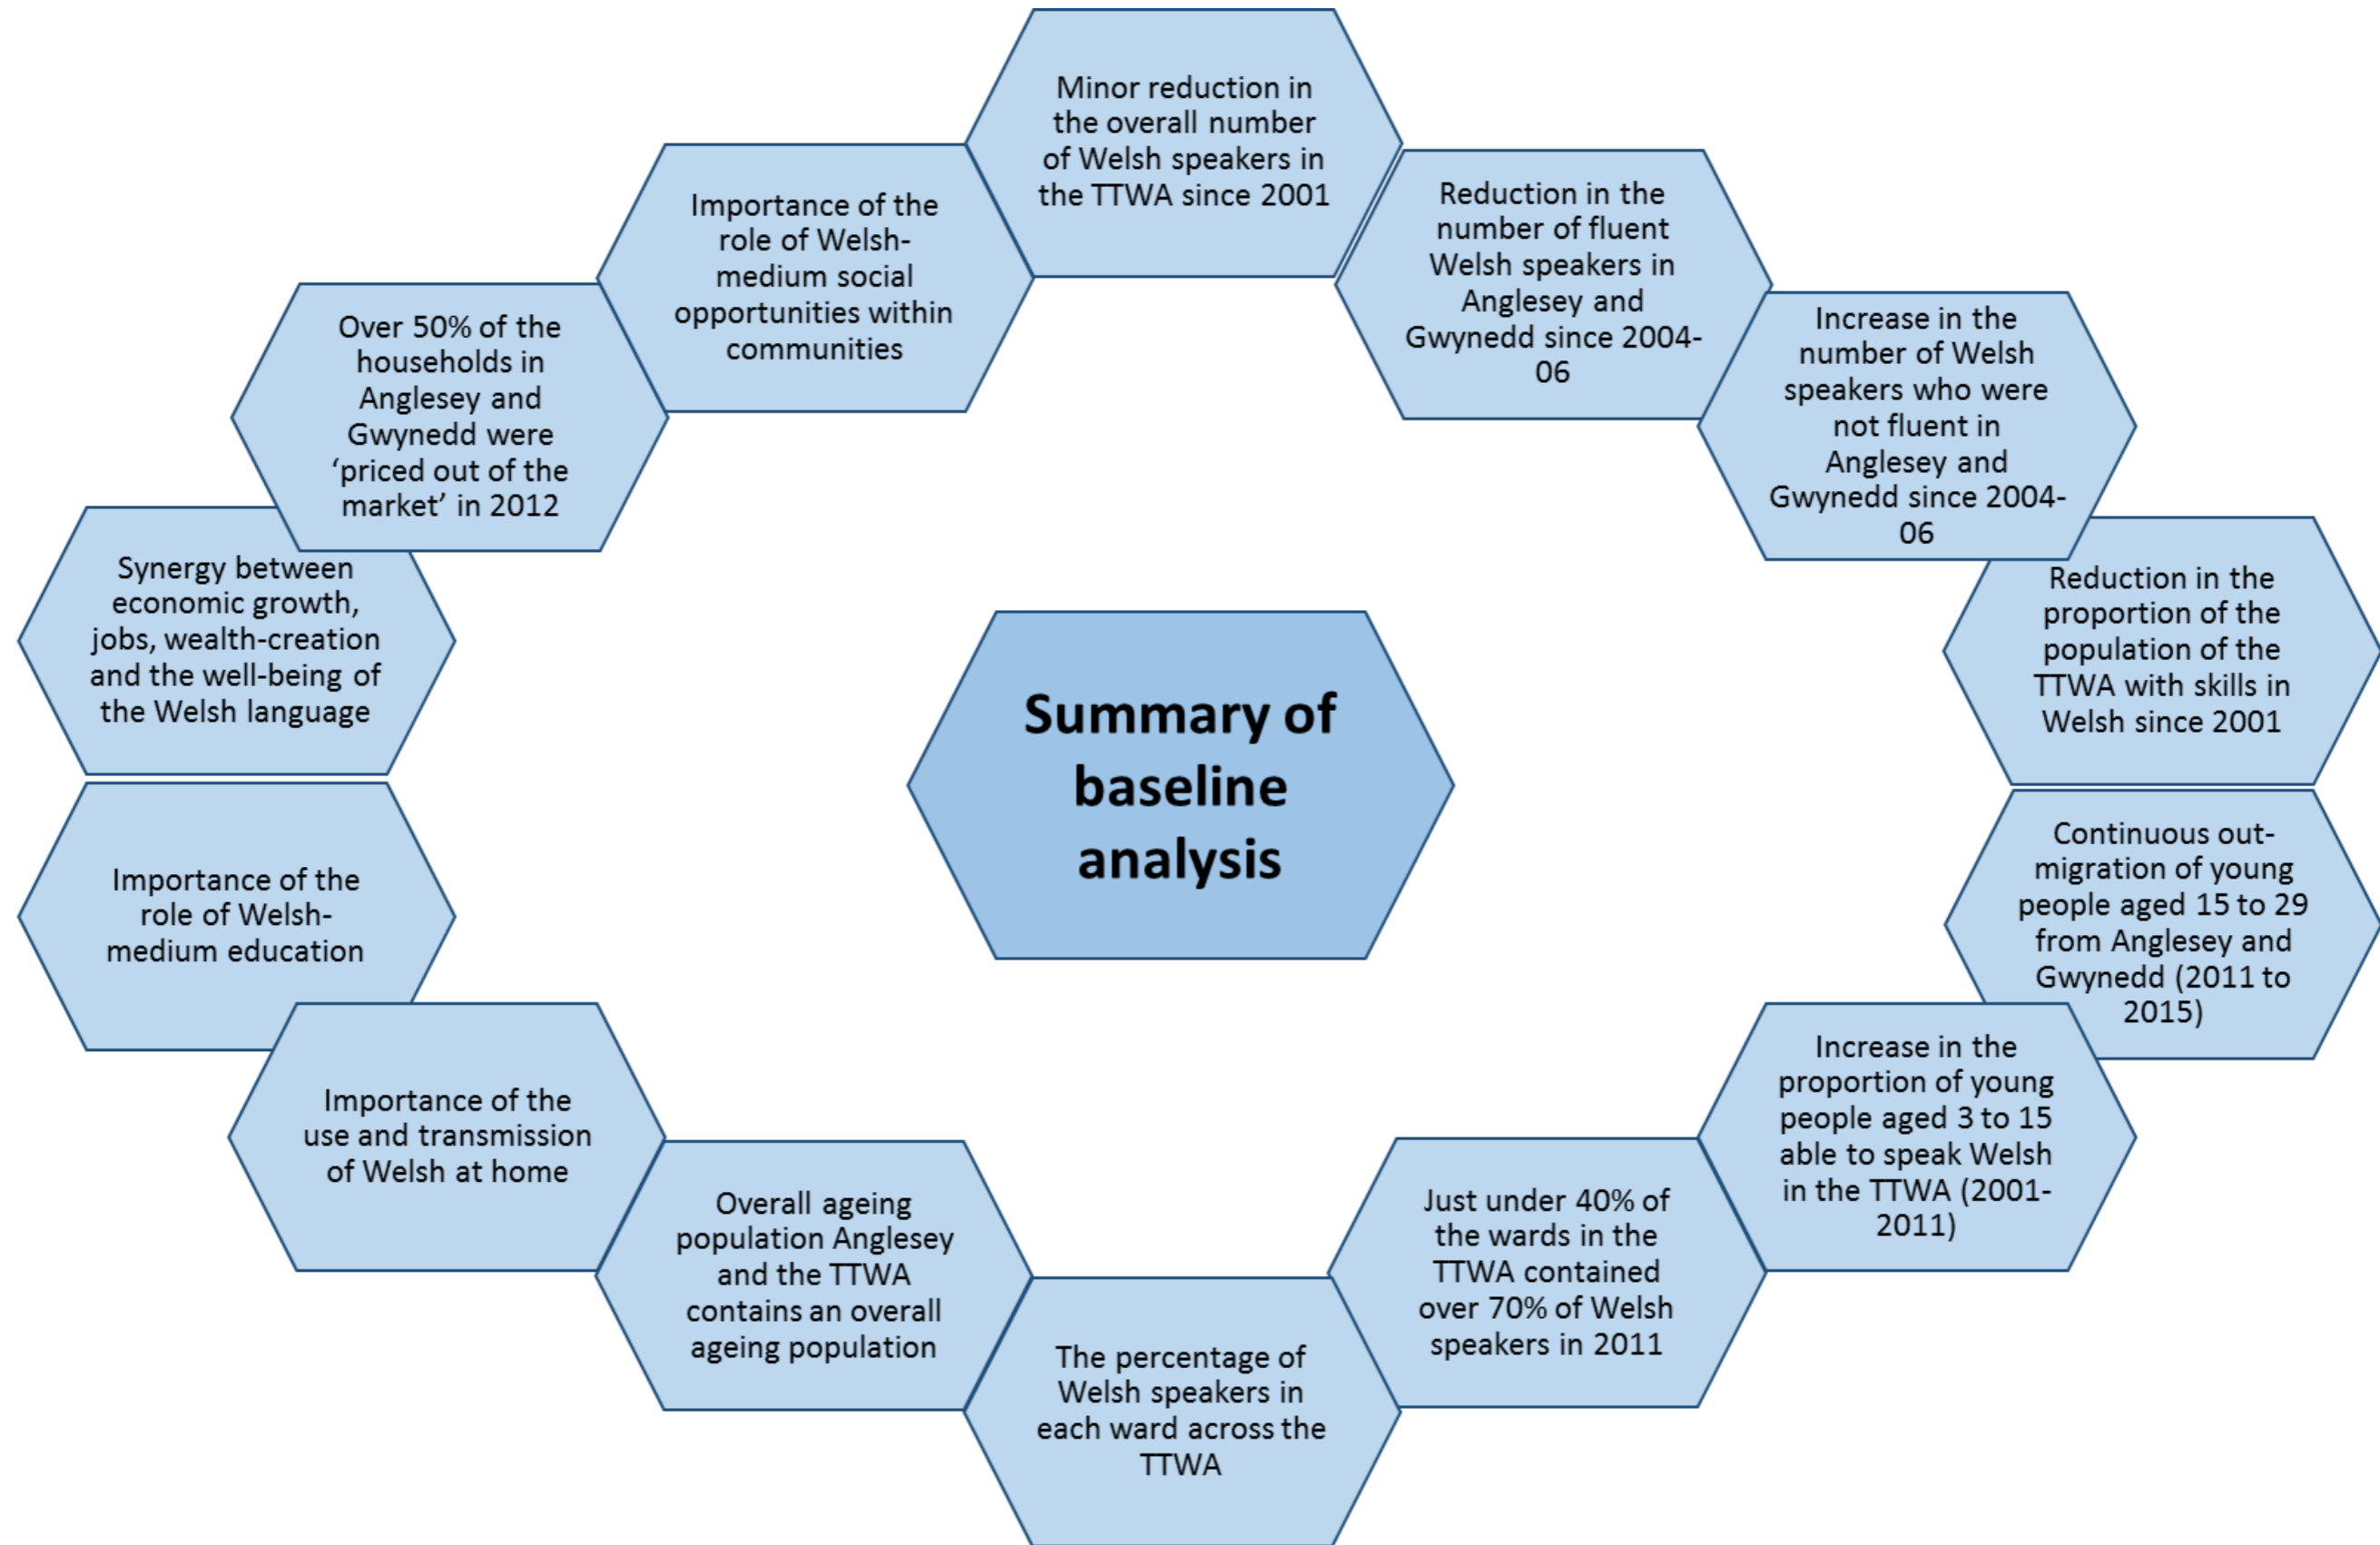 Minor reduction in
the overall number
of Welsh speakers in
the TTWA since 2001
Reduction in the
number of fluent
Welsh speakers in
Anglesey and
Gwynedd since 2004-
06
Increase in the
number of Welsh
speakers who were
not fluent in
Anglesey and
Gwynedd since 2004-
06
Reduction in the
proportion of the
population of the
TTWA with skills in
Welsh since 2001
Continuous out-
migration of young
people aged 15 to 29
from Anglesey and
Gwynedd (2011 to
2015)
Increase in the
proportion of young
people aged 3 to 15
able to speak Welsh
in the TTWA (2001-
2011)
Just under 40% of
the wards in the
TTWA contained
over 70% of Welsh
speakers in 2011
The percentage of
Welsh speakers in
each ward across the
TTWA
Overall ageing
population Anglesey
and the TTWA
contains an overall
ageing population
Importance of the
use and transmission
of Welsh at home
Importance of the
role of Welsh-
medium education
Synergy between
economic growth,
jobs, wealth-creation
and the well-being of
the Welsh language
Over 50% of the
households in
Anglesey and
Gwynedd were
‘priced out of the
market’ in 2012
Importance of the
role of Welsh-
medium social
opportunities within
communities
Summary of
baseline
analysis